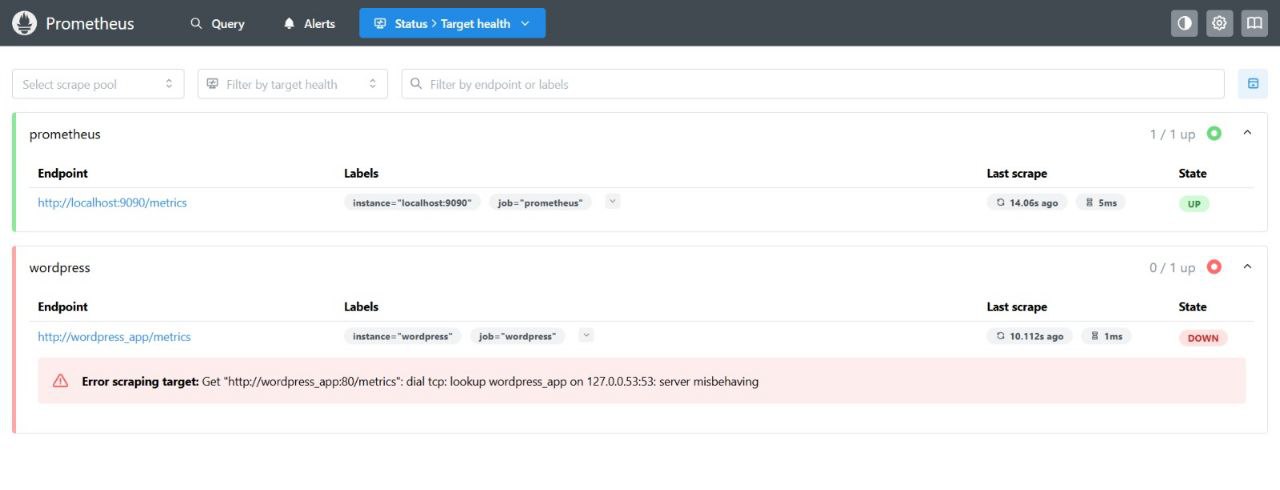 Prometheus Query Alerts Status > Target health
Select scrape pool Filter by target health Filter by endpoint or labels
prometheus 1 / 1 up
Endpoint Labels Last scrape State
http://localhost:9090/metrics instance="localhost:9090" job="prometheus" 14.06s ago 5ms UP
wordpress 0 / 1 up
Endpoint Labels Last scrape State
http://wordpress_app/metrics instance="wordpress" job="wordpress" 10.112s ago 1ms DOWN
Error scraping target: Get "http://wordpress_app:80/metrics": dial tcp: lookup wordpress_app on 127.0.0.53:53: server misbehaving